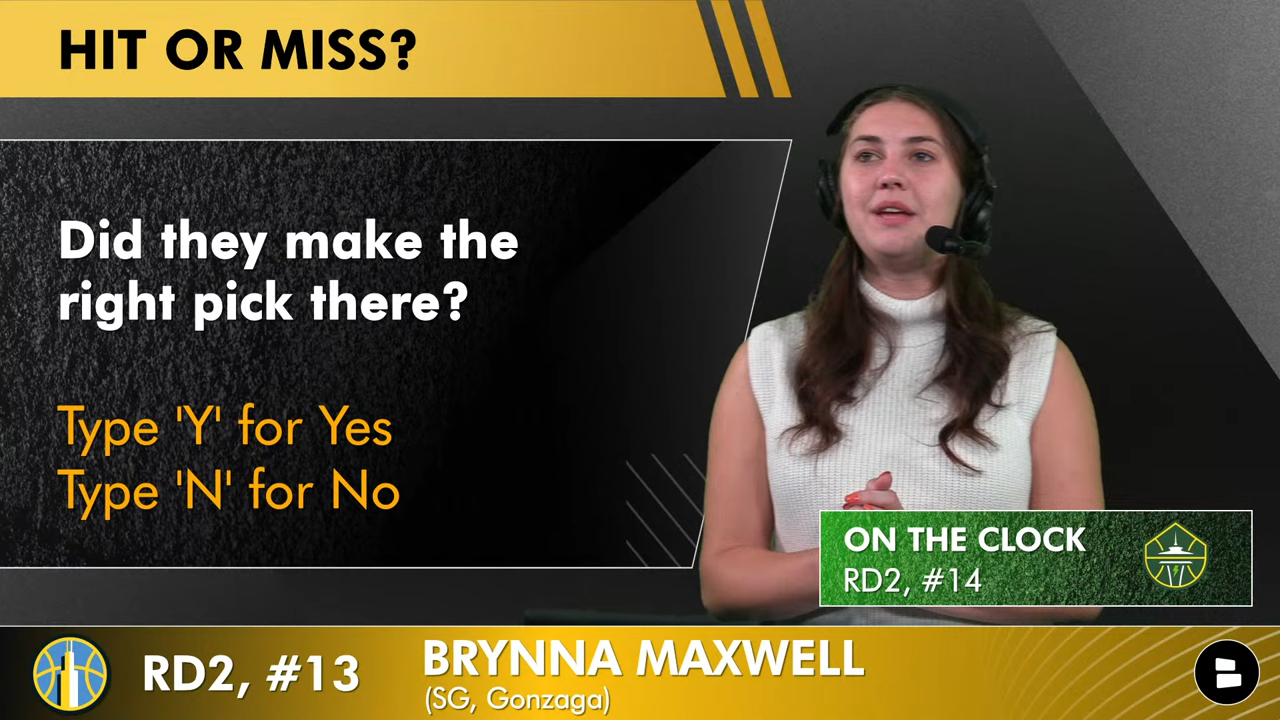 HIT OR MISS?
Did they make the
right pick there?
Type 'Y' for Yes
Type 'N' for No
ON THE CLOCK
RD2, #14
RD2, #13
BRYNNA MAXWELL
(SG, Gonzaga)